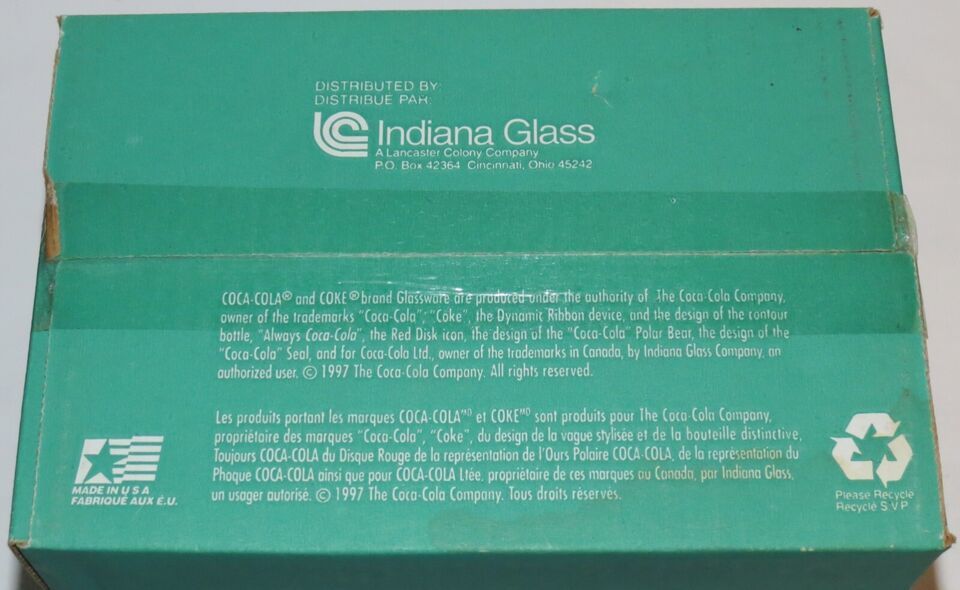 DISTRIBUTED BY:
DISTRIBUE PAR:
Indiana Glass
A Lancaster Colony Company
P.O. Box 42364 Cincinnati, Ohio 45242
COCA-COLA® and COKE® brand Glassware are produced under the authority of The Coca-Cola Company,
owner of the trademarks "Coca-Cola", "Coke", the Dynamic Ribbon device, and the design of the contour
bottle, "Always Coca-Cola", the Red Disk icon, the design of the "Coca-Cola" Polar Bear, the design of the
"Coca-Cola" Seal, and for Coca-Cola Ltd., owner of the trademarks in Canada, by Indiana Glass Company, an
authorized user. © 1997 The Coca-Cola Company. All rights reserved.
Les produits portant les marques COCA-COLA MD et COKE MD sont produits pour The Coca-Cola Company,
propriétaire des marques "Coca-Cola", "Coke", du design de la vague stylisée et de la bouteille distinctive,
Toujours COCA-COLA du Disque Rouge de la représentation de l'Ours Polaire COCA-COLA, de la représentation du
Phoque COCA-COLA ainsi que pour COCA-COLA Ltée, propriétaire de ces marques au Canada, par Indiana Glass,
un usager autorisé. © 1997 The Coca-Cola Company. Tous droits réservés.
MADE IN U S A
FABRIQUÉ AUX É.U.
Please Recycle
Recyclé S.V.P